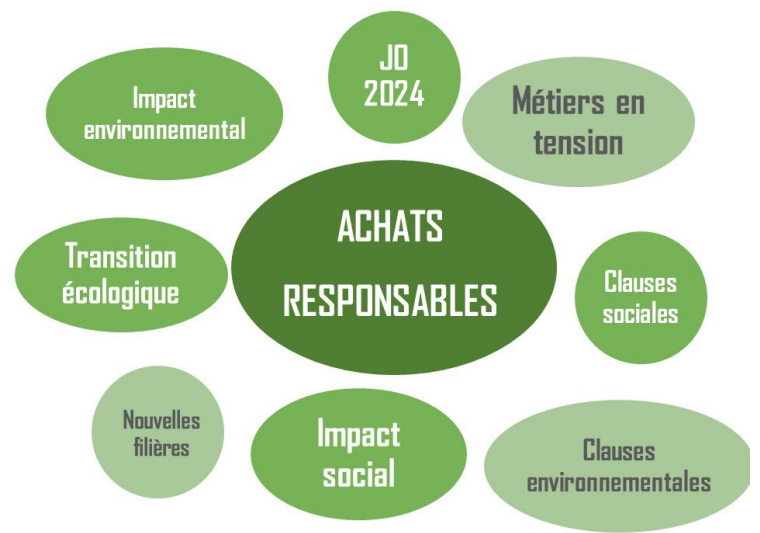 JO
2024
Impact
environnemental
Métiers en
tension
ACHATS
RESPONSABLES
Transition
écologique
Clauses
sociales
Nouvelles
filières
Impact
social
Clauses
environnementales